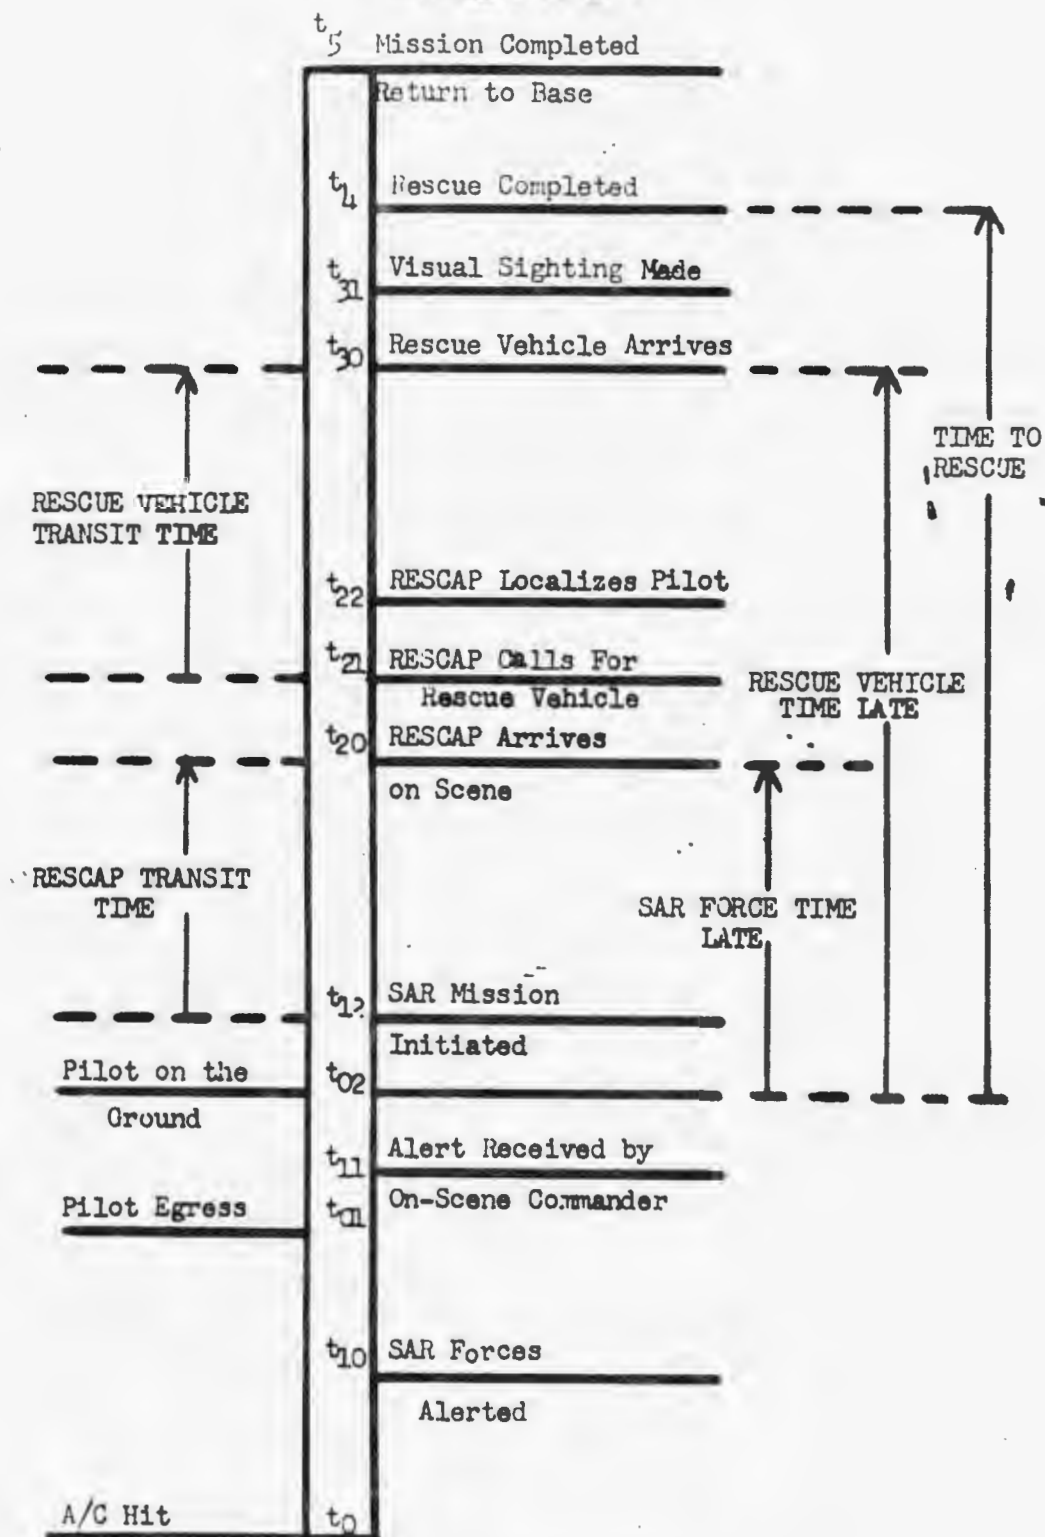 t5 Mission Completed
Return to Base
t4 Rescue Completed
t31 Visual Sighting Made
t30 Rescue Vehicle Arrives
TIME TO
RESCUE
RESCUE VEHICLE
TRANSIT TIME
t22 RESCAP Localizes Pilot
t21 RESCAP Calls For
Rescue Vehicle
RESCUE VEHICLE
TIME LATE
t20 RESCAP Arrives
on Scene
RESCAP TRANSIT
TIME
SAR FORCE TIME
LATE
t12 SAR Mission
Initiated
Pilot on the
Ground
t02
t11 Alert Received by
On-Scene Commander
Pilot Egress
t01
t10 SAR Forces
Alerted
A/C Hit
t0